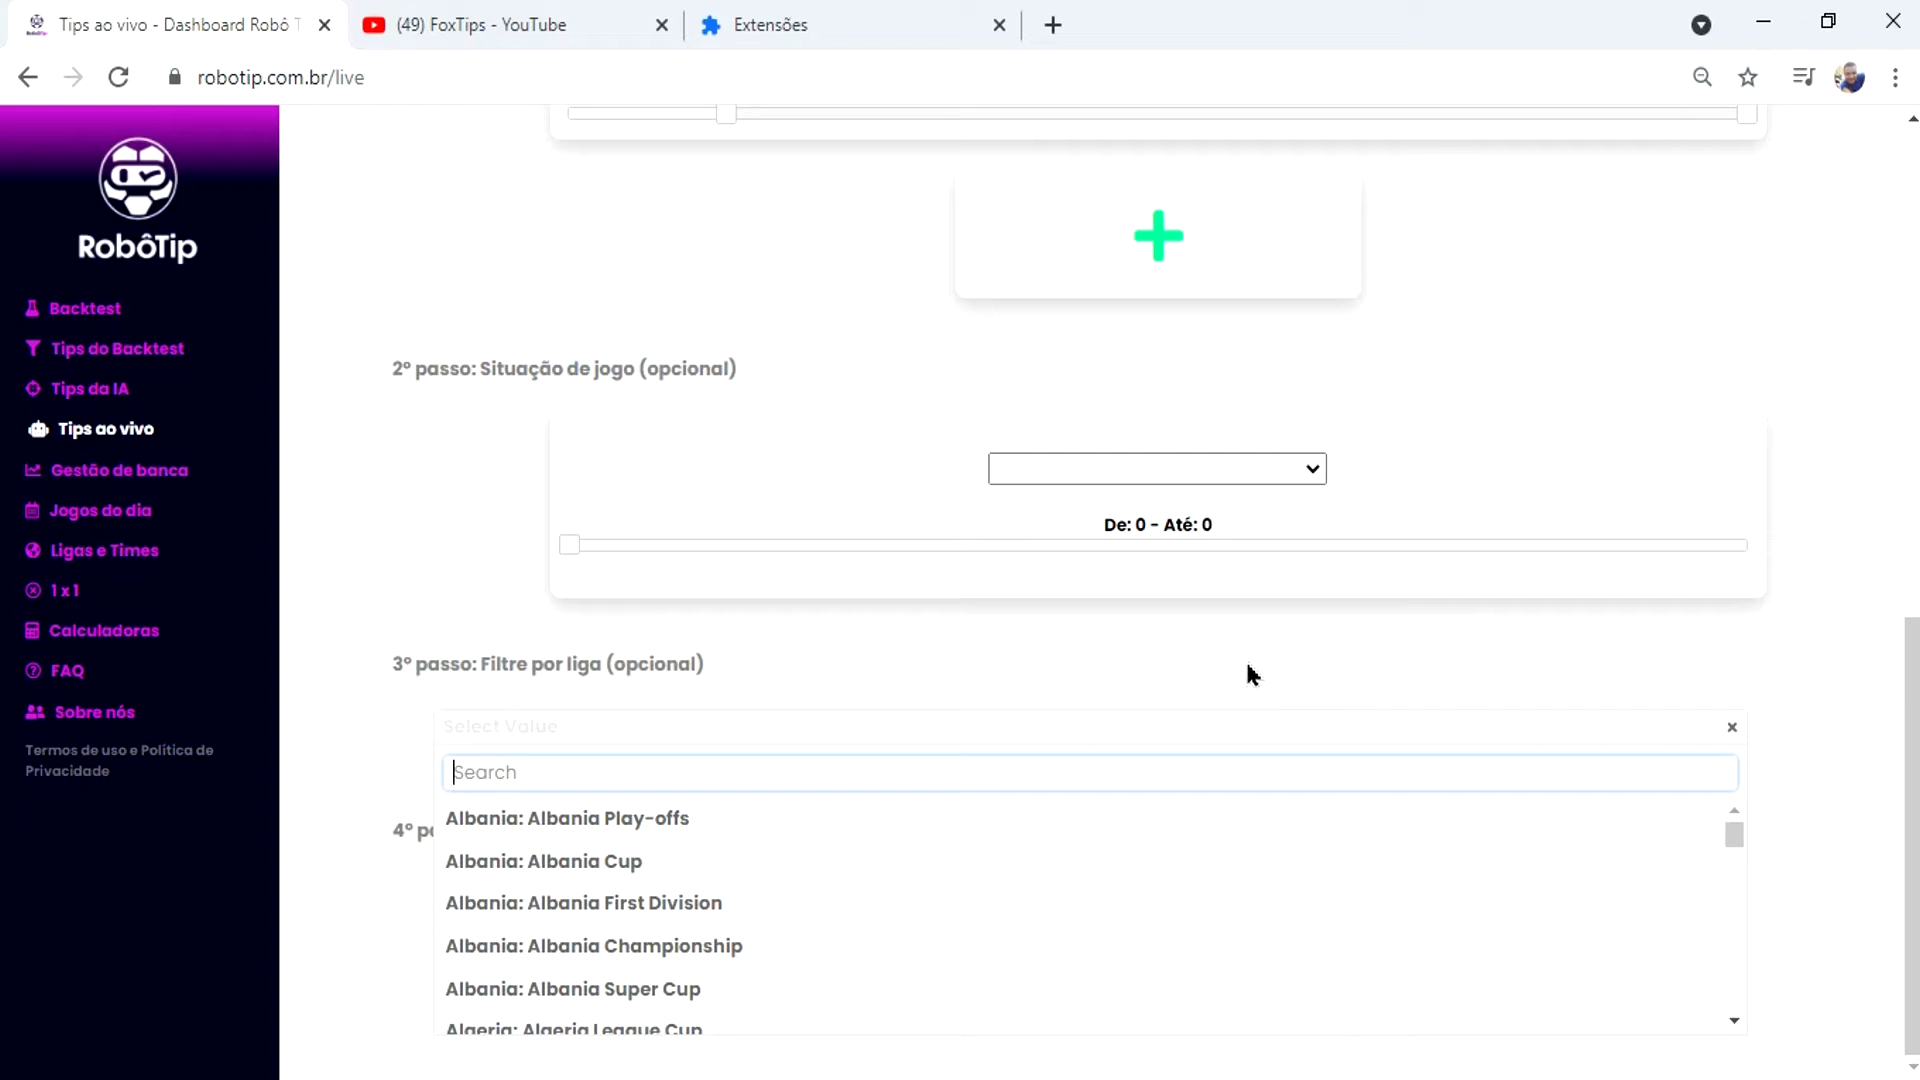 Tips ao vivo - Dashboard Robô T
(49) FoxTips - YouTube
Extensões
robotip.com.br/live
RobôTip
Backtest
Tips do Backtest
Tips da IA
Tips ao vivo
Gestão de banca
Jogos do dia
Ligas e Times
1 x 1
Calculadoras
FAQ
Sobre nós
Termos de uso e Política de
Privacidade
2º passo: Situação de jogo (opcional)
De: 0 - Até: 0
3º passo: Filtre por liga (opcional)
Select Value
Search
Albania: Albania Play-offs
4º pa
Albania: Albania Cup
Albania: Albania First Division
Albania: Albania Championship
Albania: Albania Super Cup
Algeria: Algeria League Cup